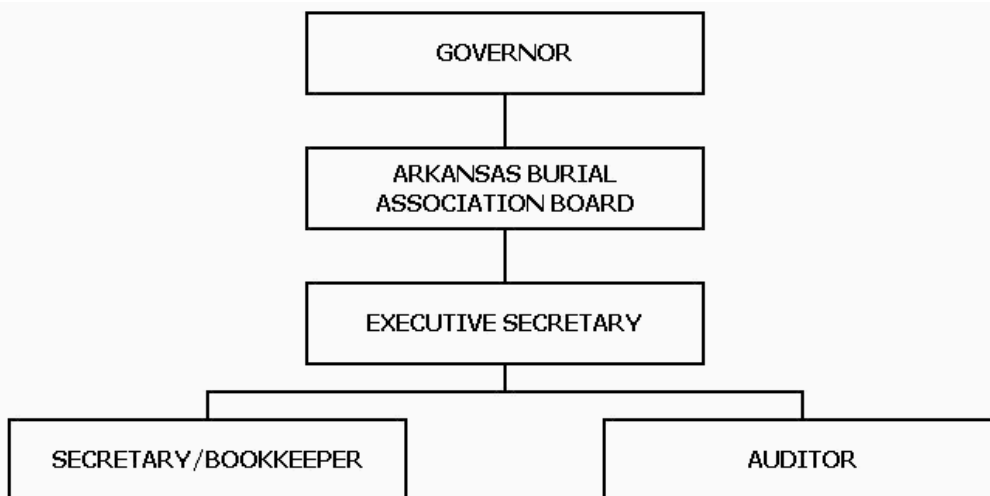 GOVERNOR
ARKANSAS BURIAL
ASSOCIATION BOARD
EXECUTIVE SECRETARY
SECRETARY/BOOKKEEPER
AUDITOR